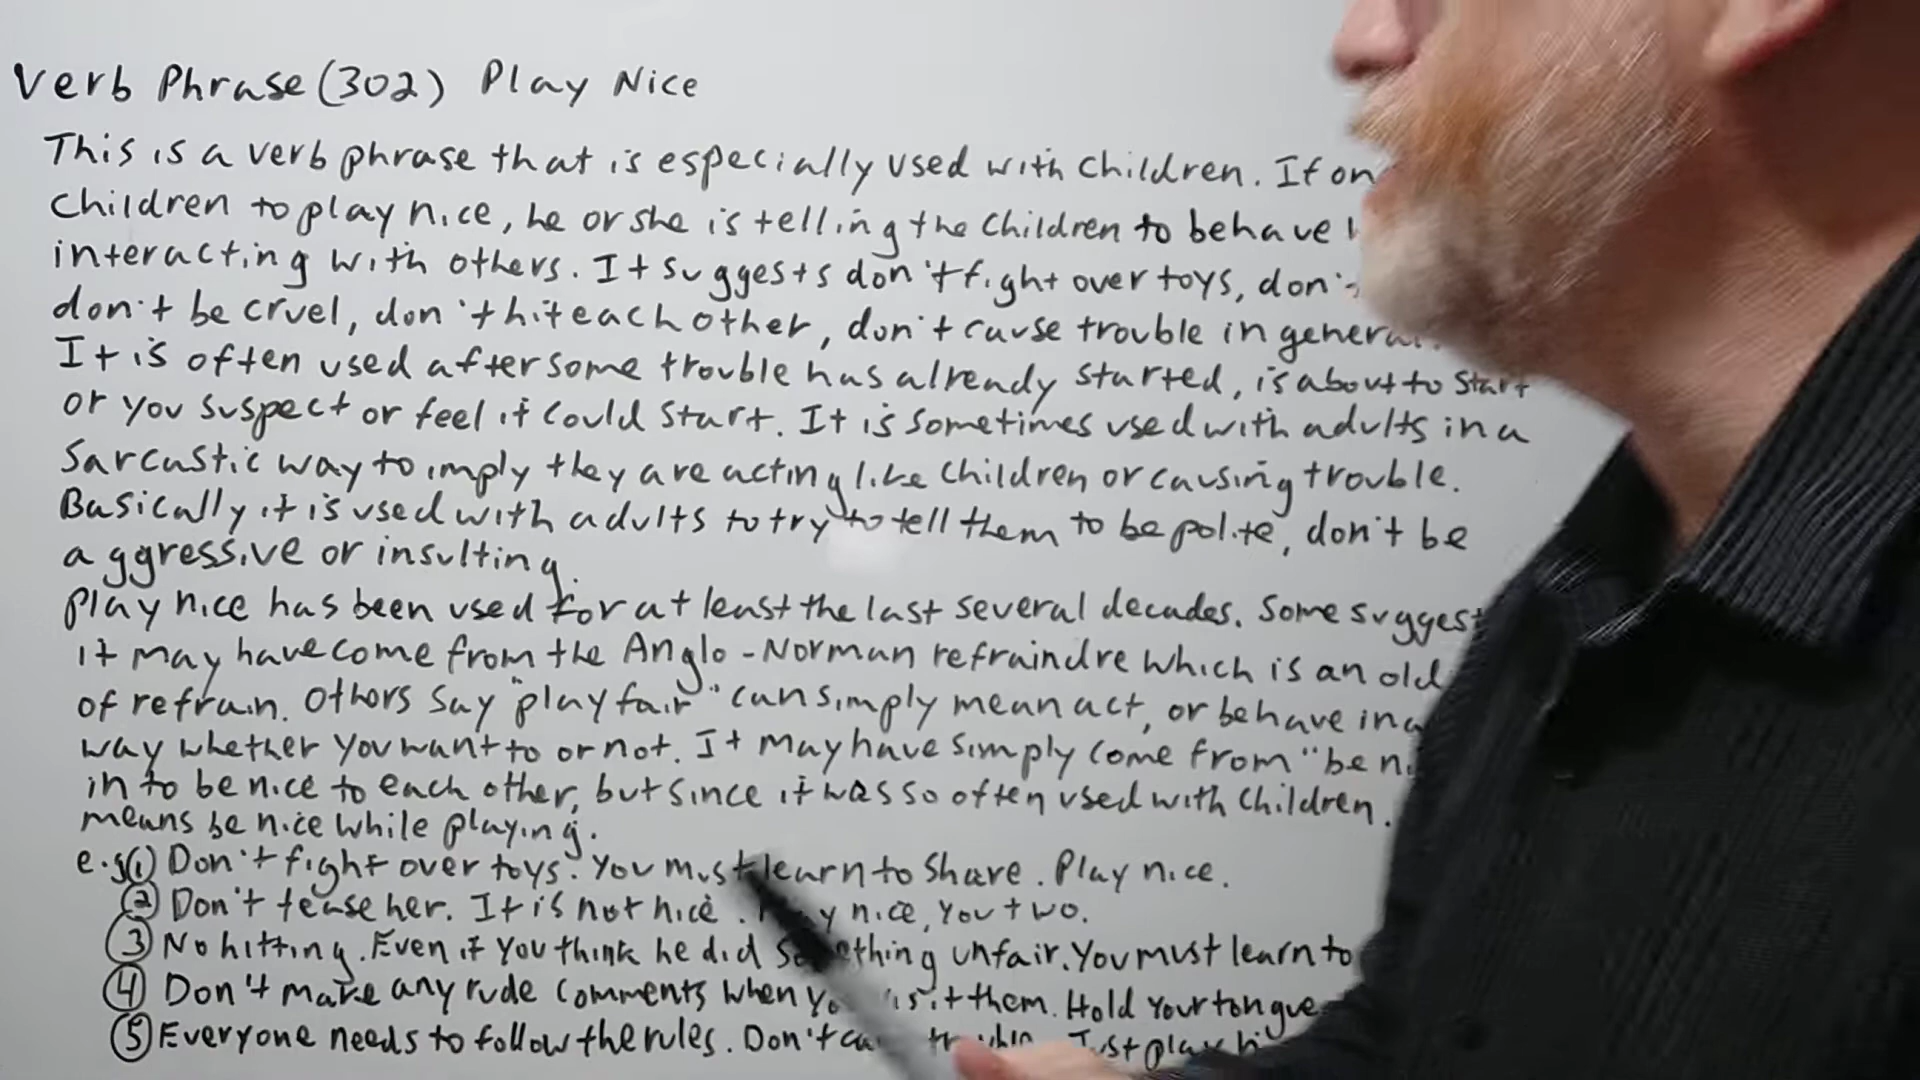 Verb Phrase (302) Play Nice
This is a verb phrase that is especially used with children. If
children to play nice, he or she is telling the children to behave
interacting with others. It suggests don't fight over toys,
don't be cruel, don't hit each other, don't cause trouble in general.
It is often used after some trouble has already started, is about to start
or you suspect or feel it could start. It is sometimes used with adults in a
sarcastic way to imply they are acting like children or causing trouble.
Basically it is used with adults to try to tell them to be polite, don't be
aggressive or insulting.
Play nice has been used for at least the last several decades. Some suggest
it may have come from the Anglo-Norman refraindre which is an old
of refrain. Others say "play fair" can simply mean act, or behave in a
way whether you want to or not. It may have simply come from "be
in to be nice to each other, but since it was so often used with children.
means be nice while playing.
e.g (1) Don't fight over toys. You must learn to share. Play nice.
(2) Don't tease her. It is not nice. nice, you two.
(3) No hitting. Even if you think he did something unfair. You must learn to
(4) Don't make any rude comments when them. Hold your tongue
(5) Everyone needs to follow the rules. Don't Just play